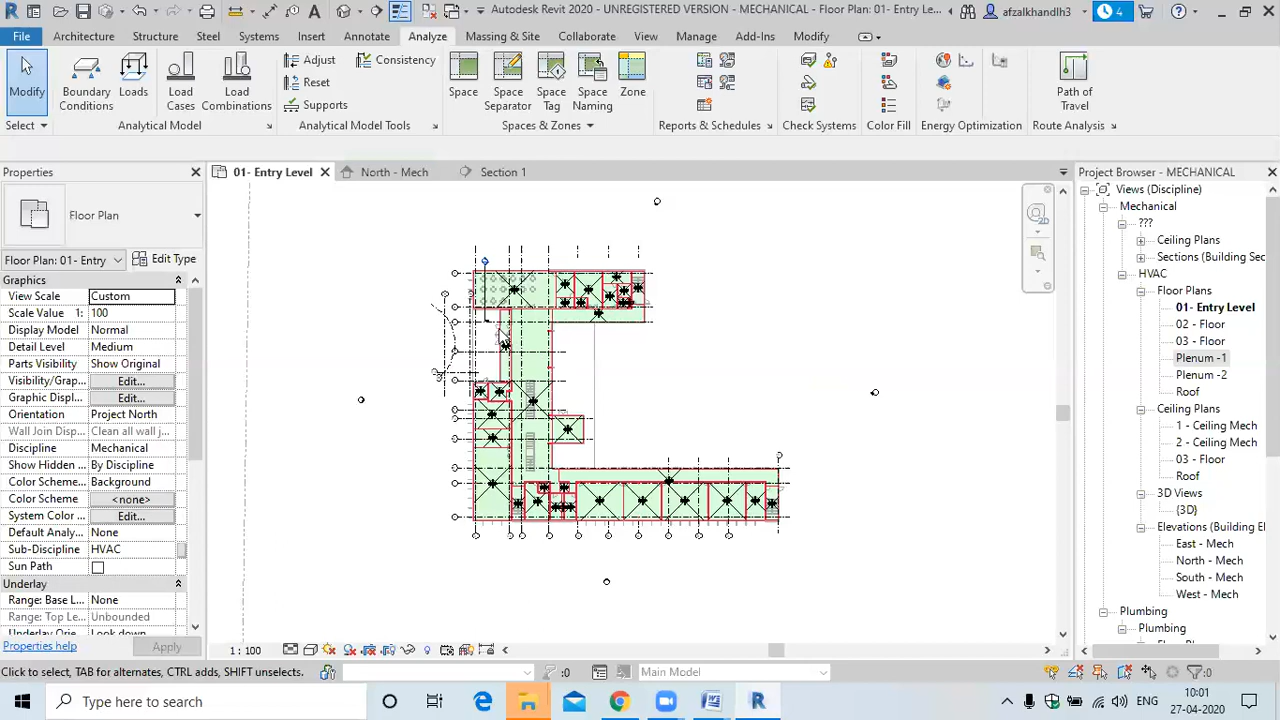 Autodesk Revit 2020 - UNREGISTERED VERSION - MECHANICAL - Floor Plan: 01- Entry Le...
afzalkhandlh3
4
File Architecture Structure Steel Systems Insert Annotate Analyze Massing & Site Collaborate View Manage Add-Ins Modify
Modify
Boundary Conditions
Loads
Load Cases
Load Combinations
Adjust
Reset
Supports
Consistency
Space
Space Separator
Space Tag
Space Naming
Zone
Path of Travel
Select
Analytical Model
Analytical Model Tools
Spaces & Zones
Reports & Schedules
Check Systems
Color Fill
Energy Optimization
Route Analysis
Properties
01- Entry Level
North - Mech
Section 1
Project Browser - MECHANICAL
Floor Plan
Floor Plan: 01- Entry
Edit Type
Graphics
View Scale Custom
Scale Value 1: 100
Display Model Normal
Detail Level Medium
Parts Visibility Show Original
Visibility/Grap... Edit...
Graphic Displ... Edit...
Orientation Project North
Wall Join Disp... Clean all wall j...
Discipline Mechanical
Show Hidden ... By Discipline
Color Scheme ... Background
Color Scheme <none>
System Color ... Edit...
Default Analy... None
Sub-Discipline HVAC
Sun Path
Underlay
Range: Base L... None
Range: Top Le... Unbounded
Underlay Orie... Look down
Properties help
Apply
Views (Discipline)
Mechanical
???
Ceiling Plans
Sections (Building Se
HVAC
Floor Plans
01- Entry Level
02 - Floor
03 - Floor
Plenum -1
Plenum -2
Roof
Ceiling Plans
1 - Ceiling Mech
2 - Ceiling Mech
03 - Floor
Roof
3D Views
{3D}
Elevations (Building El
East - Mech
North - Mech
South - Mech
West - Mech
Plumbing
Plumbing
2D
1 : 100
Click to select, TAB for alternates, CTRL adds, SHIFT unselects.
:0
Main Model
:0
Type here to search
10:01
27-04-2020